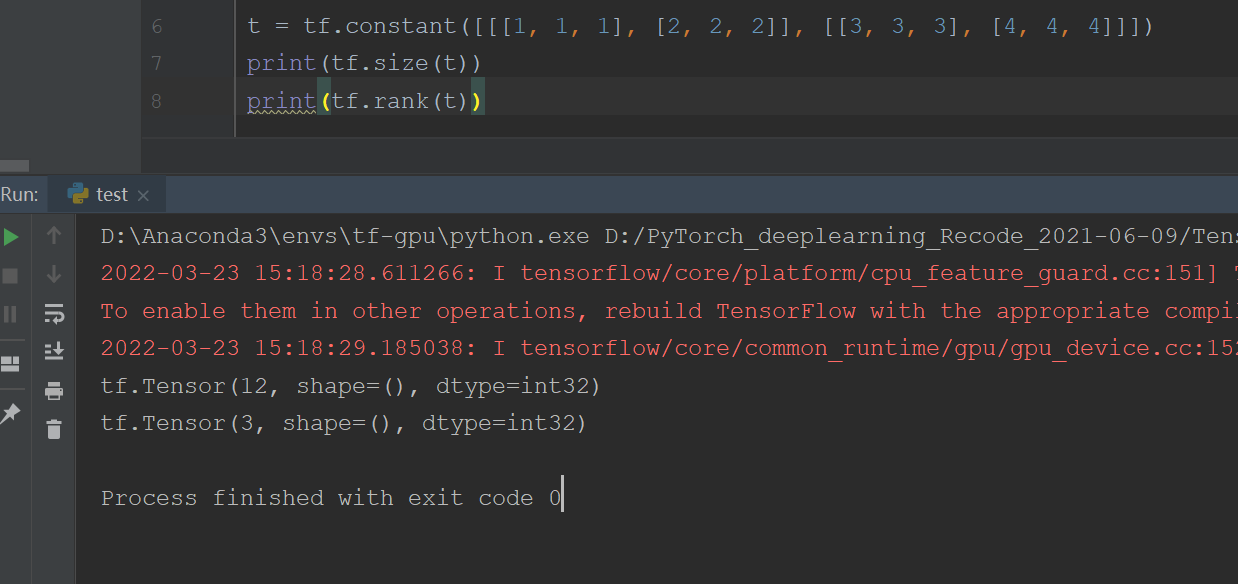 6 t = tf.constant([[[1, 1, 1], [2, 2, 2]], [[3, 3, 3], [4, 4, 4]]])
7 print(tf.size(t))
8 print(tf.rank(t))
Run: test
D:\Anaconda3\envs\tf-gpu\python.exe D:/PyTorch_deeplearning_Recode_2021-06-09/Tens
2022-03-23 15:18:28.611266: I tensorflow/core/platform/cpu_feature_guard.cc:151] T
To enable them in other operations, rebuild TensorFlow with the appropriate compil
2022-03-23 15:18:29.185038: I tensorflow/core/common_runtime/gpu/gpu_device.cc:152
tf.Tensor(12, shape=(), dtype=int32)
tf.Tensor(3, shape=(), dtype=int32)
Process finished with exit code 0